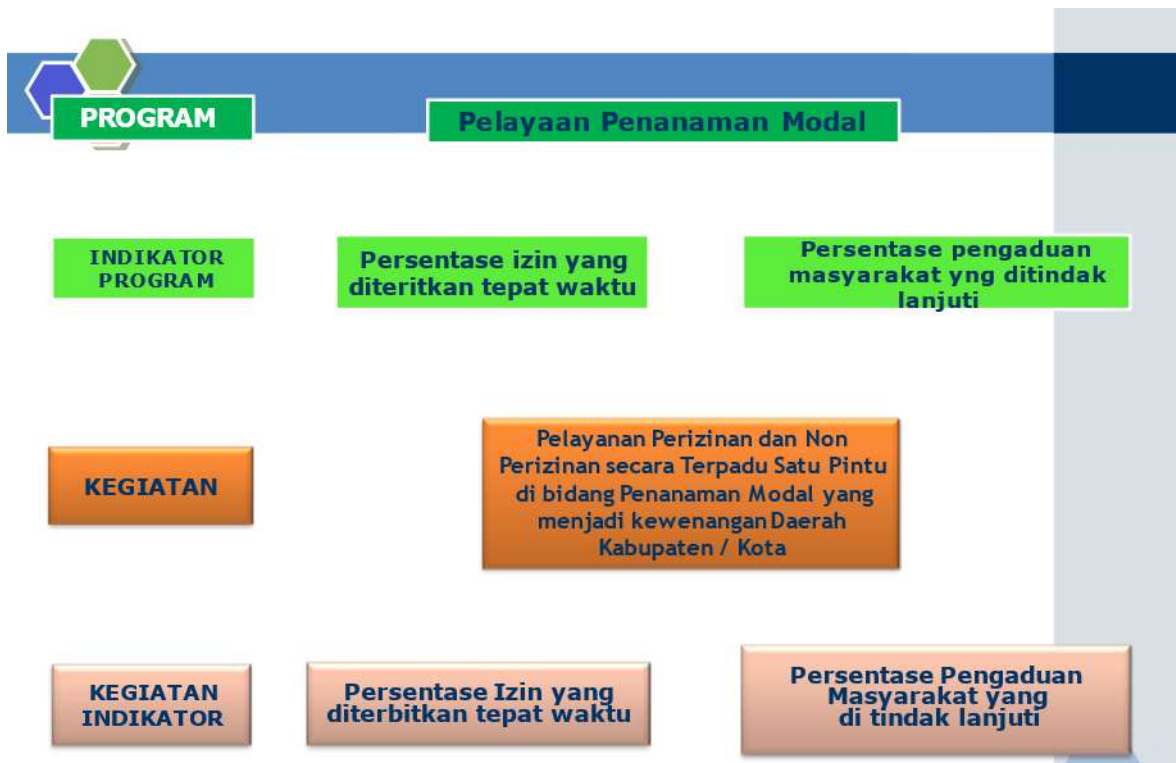 PROGRAM
Pelayaan Penanaman Modal
INDIKATOR
PROGRAM
Persentase izin yang
diteritkan tepat waktu
Persentase pengaduan
masyarakat yng ditindak
lanjuti
KEGIATAN
Pelayanan Perizinan dan Non
Perizinan secara Terpadu Satu Pintu
di bidang Penanaman Modal yang
menjadi kewenangan Daerah
Kabupaten / Kota
KEGIATAN
INDIKATOR
Persentase Izin yang
diterbitkan tepat waktu
Persentase Pengaduan
Masyarakat yang
di tindak lanjuti